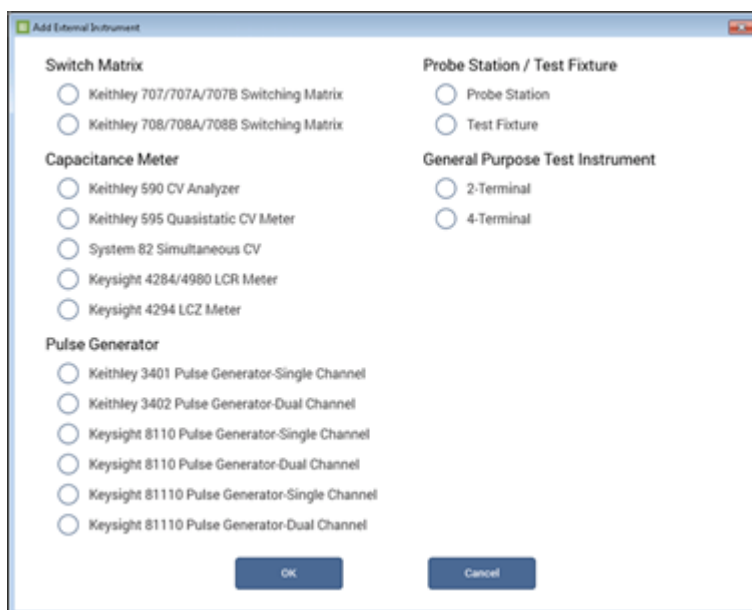 Add External Instrument
Switch Matrix
Keithley 707/707A/707B Switching Matrix
Keithley 708/708A/708B Switching Matrix
Capacitance Meter
Keithley 590 CV Analyzer
Keithley 595 Quasistatic CV Meter
System 82 Simultaneous CV
Keysight 4284/4980 LCR Meter
Keysight 4294 LCZ Meter
Pulse Generator
Keithley 3401 Pulse Generator-Single Channel
Keithley 3402 Pulse Generator-Dual Channel
Keysight 8110 Pulse Generator-Single Channel
Keysight 8110 Pulse Generator-Dual Channel
Keysight 81110 Pulse Generator-Single Channel
Keysight 81110 Pulse Generator-Dual Channel
Probe Station / Test Fixture
Probe Station
Test Fixture
General Purpose Test Instrument
2-Terminal
4-Terminal
OK
Cancel